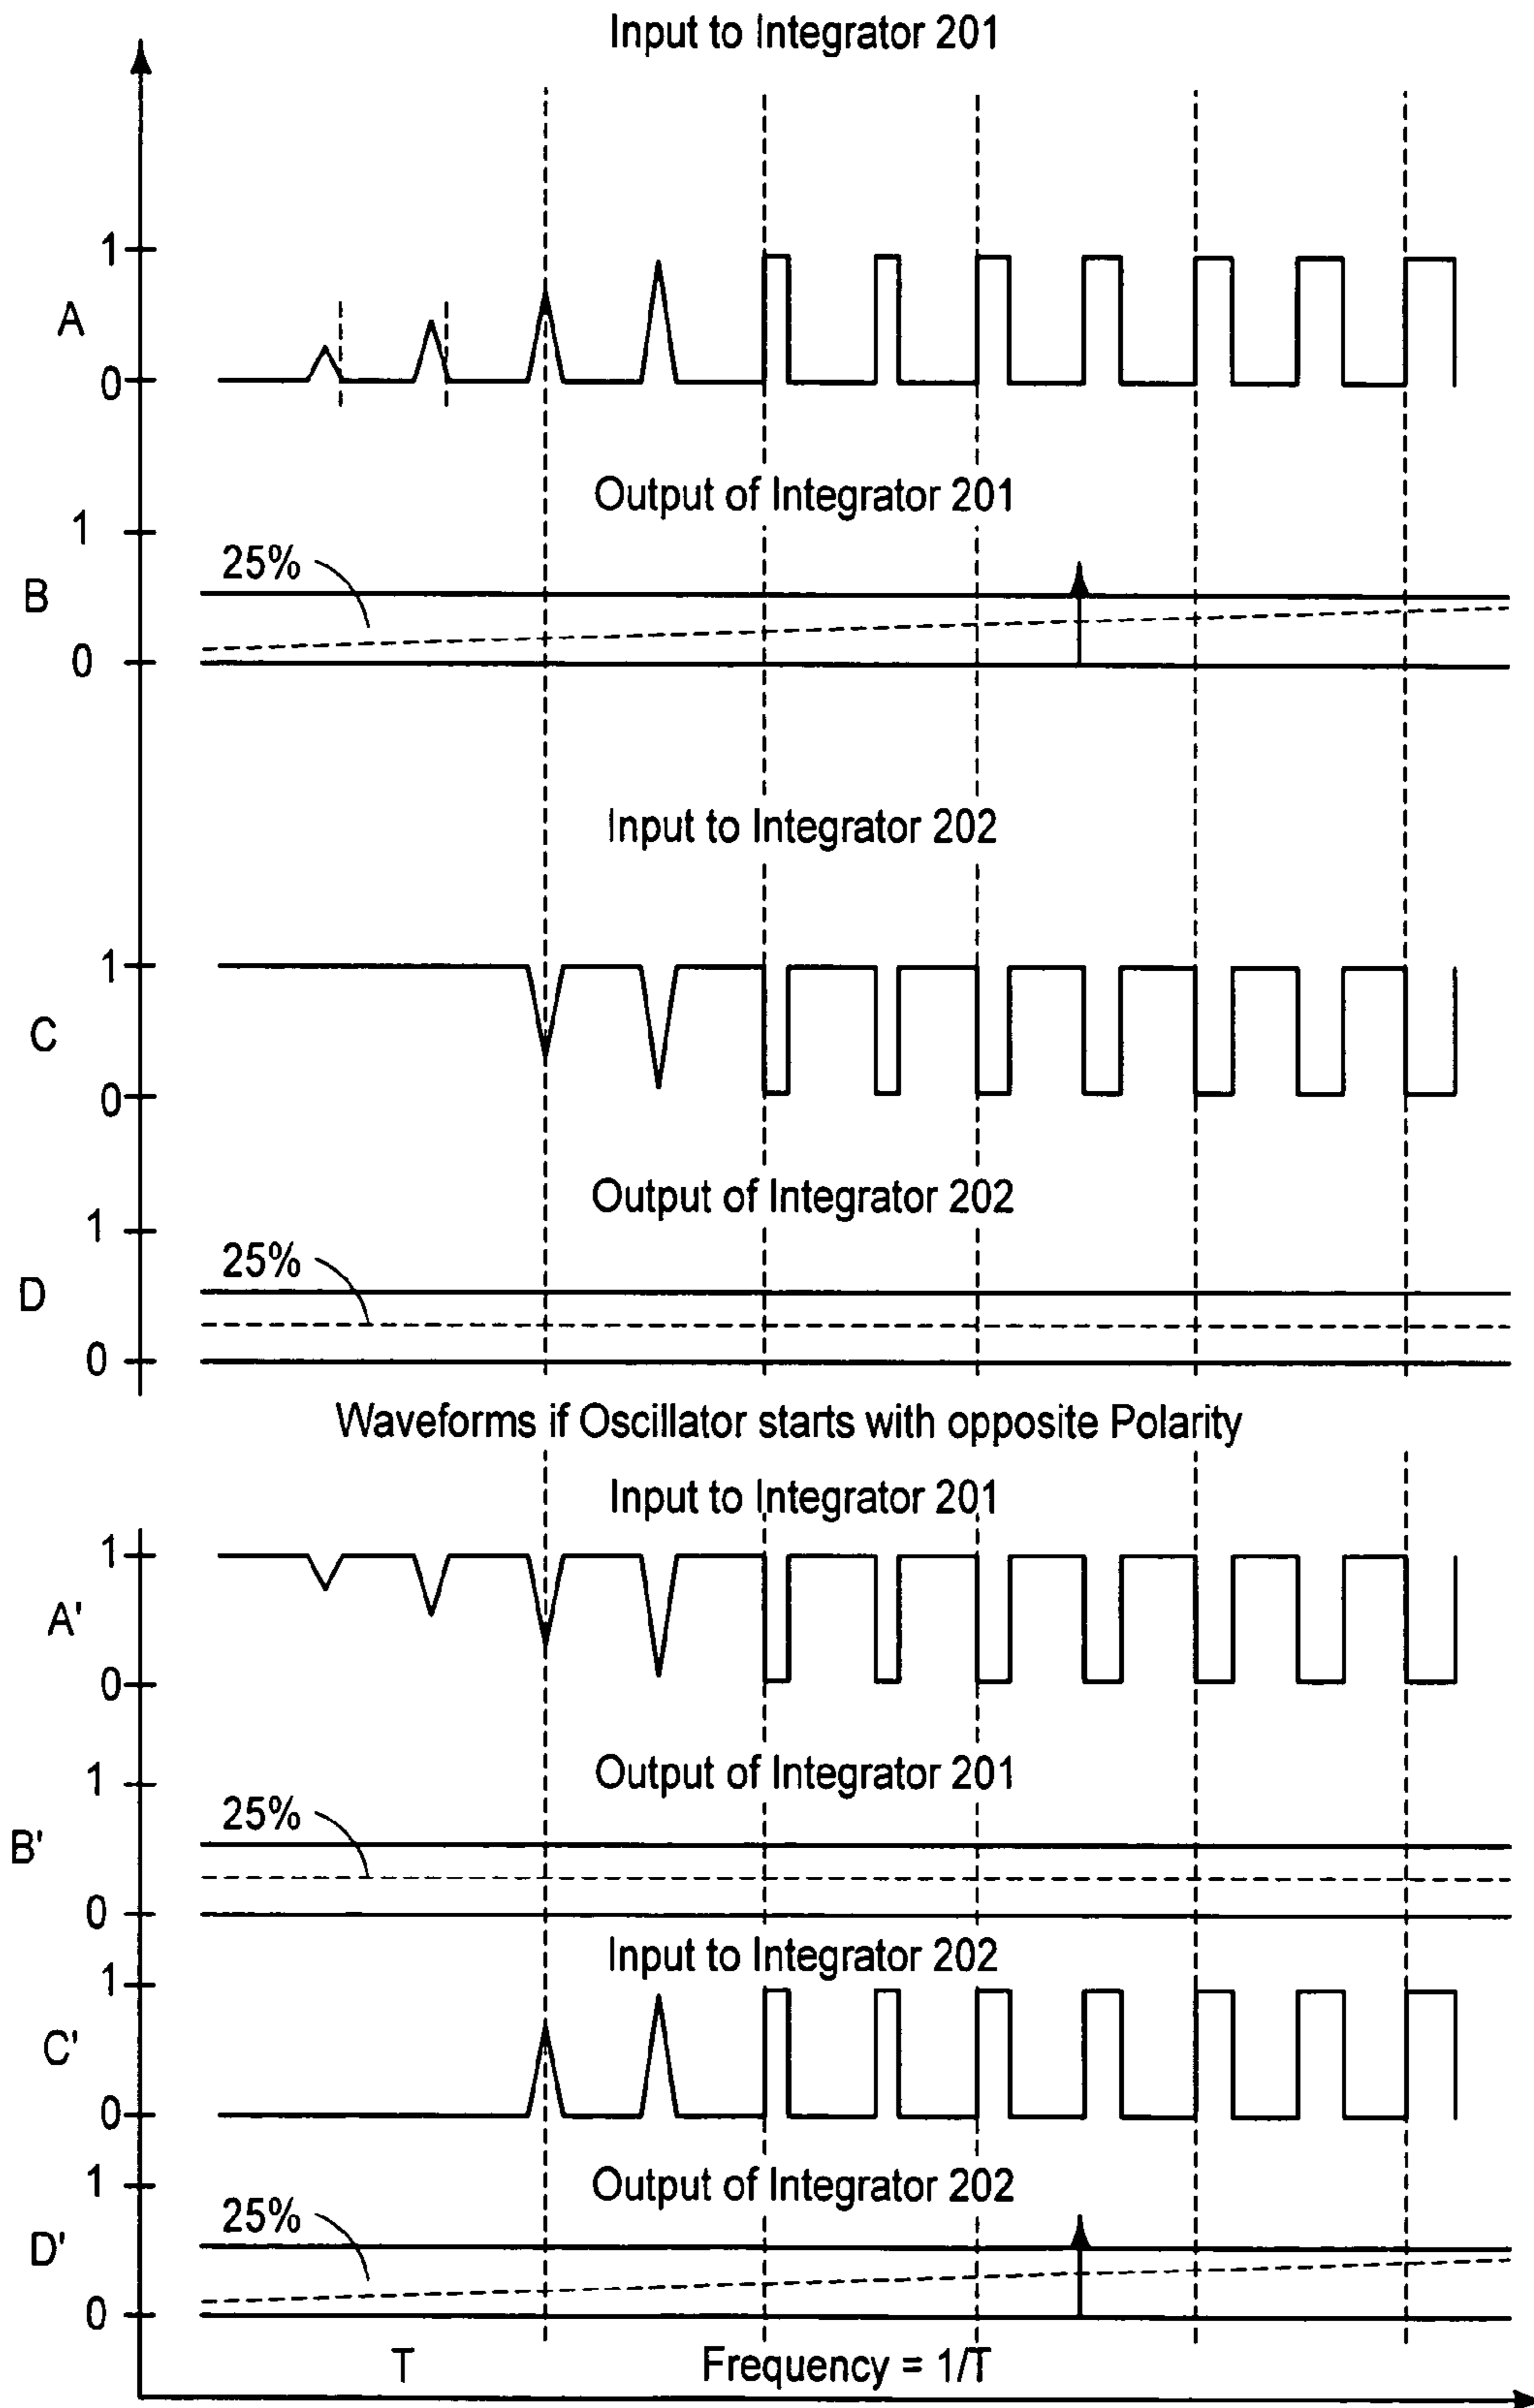 Input to Integrator 201
1
A
0
Output of Integrator 201
1
25%
B
0
Input to Integrator 202
1
C
0
Output of Integrator 202
1
25%
D
0
Waveforms if Oscillator starts with opposite Polarity
Input to Integrator 201
1
A'
0
Output of Integrator 201
1
25%
B'
0
Input to Integrator 202
1
C'
0
Output of Integrator 202
1
25%
D'
0
T
Frequency = 1/T